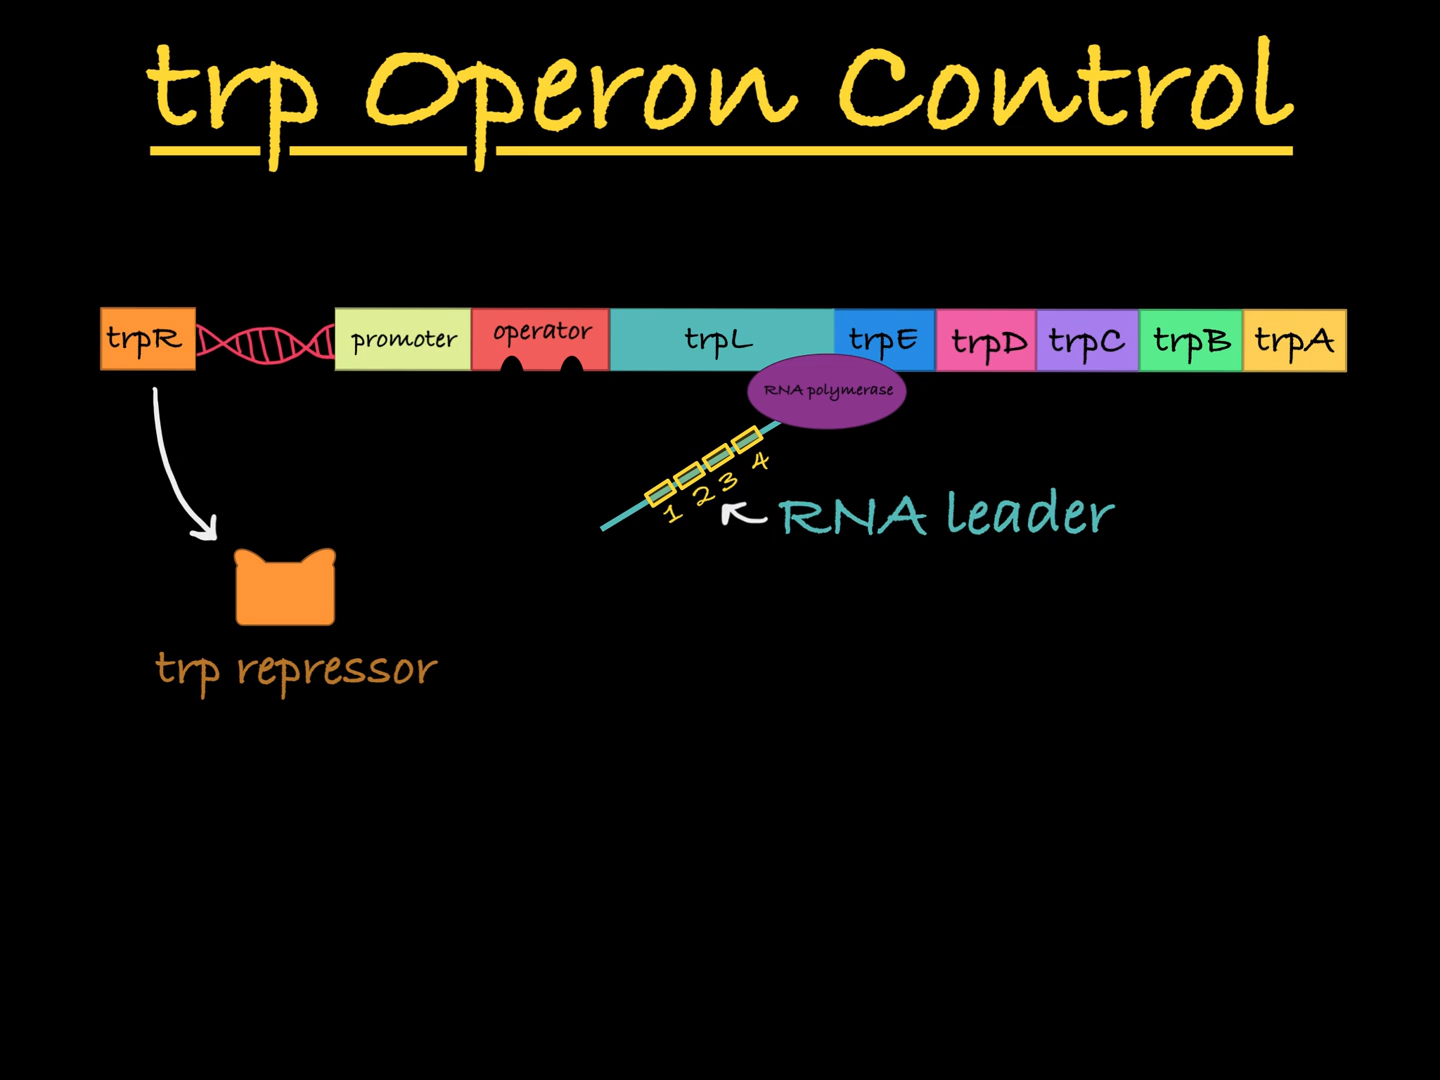 trp Operon Control
trpR promoter operator trpL trpE trpD trpC trpB trpA
RNA polymerase
1 2 3 4
RNA leader
trp repressor